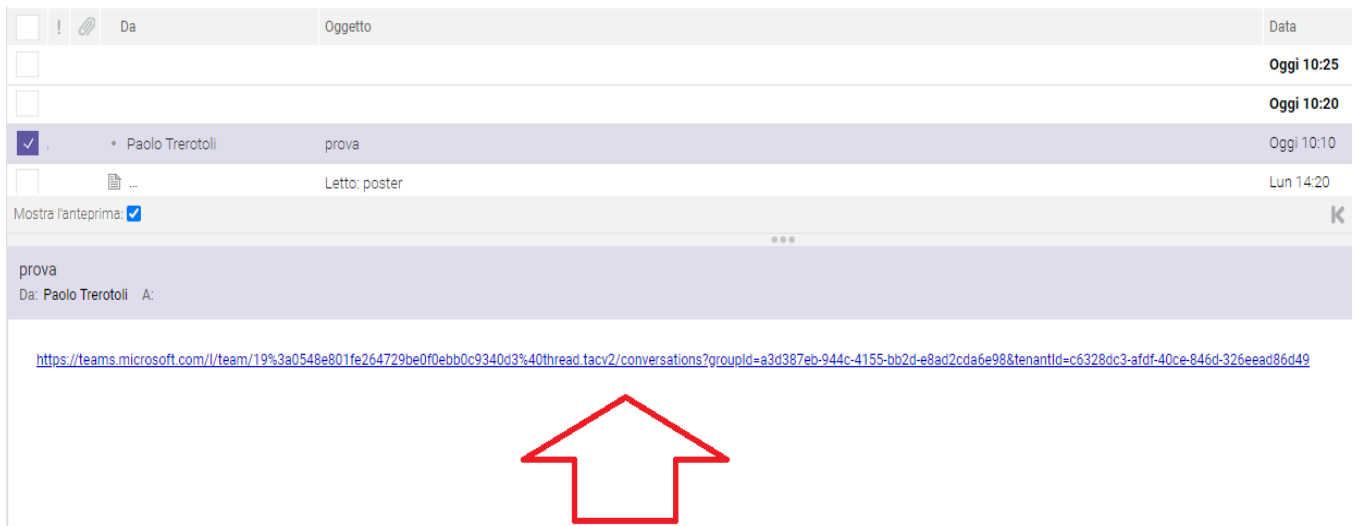 ! Da Oggetto Data
Oggi 10:25
Oggi 10:20
Paolo Trerotoli prova Oggi 10:10
... Letto: poster Lun 14:20
Mostra l'anteprima:
prova
Da: Paolo Trerotoli A:
https://teams.microsoft.com/l/team/19%3a0548e801fe264729be0f0ebb0c9340d3%40thread.tacv2/conversations?groupId=a3d387eb-944c-4155-bb2d-e8ad2cda6e98&tenantId=c6328dc3-afdf-40ce-846d-326eead86d49